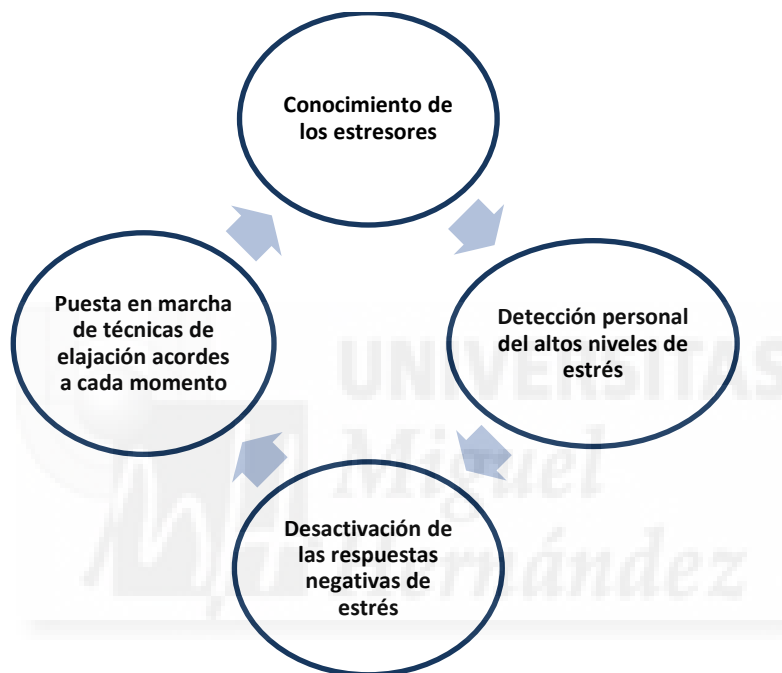 Conocimiento de
los estresores
Detección personal
del altos niveles de
estrés
Desactivación de
las respuestas
negativas de
estrés
Puesta en marcha
de técnicas de
elajación acordes
a cada momento
UNIVERSITAS
Miguel
Hernández